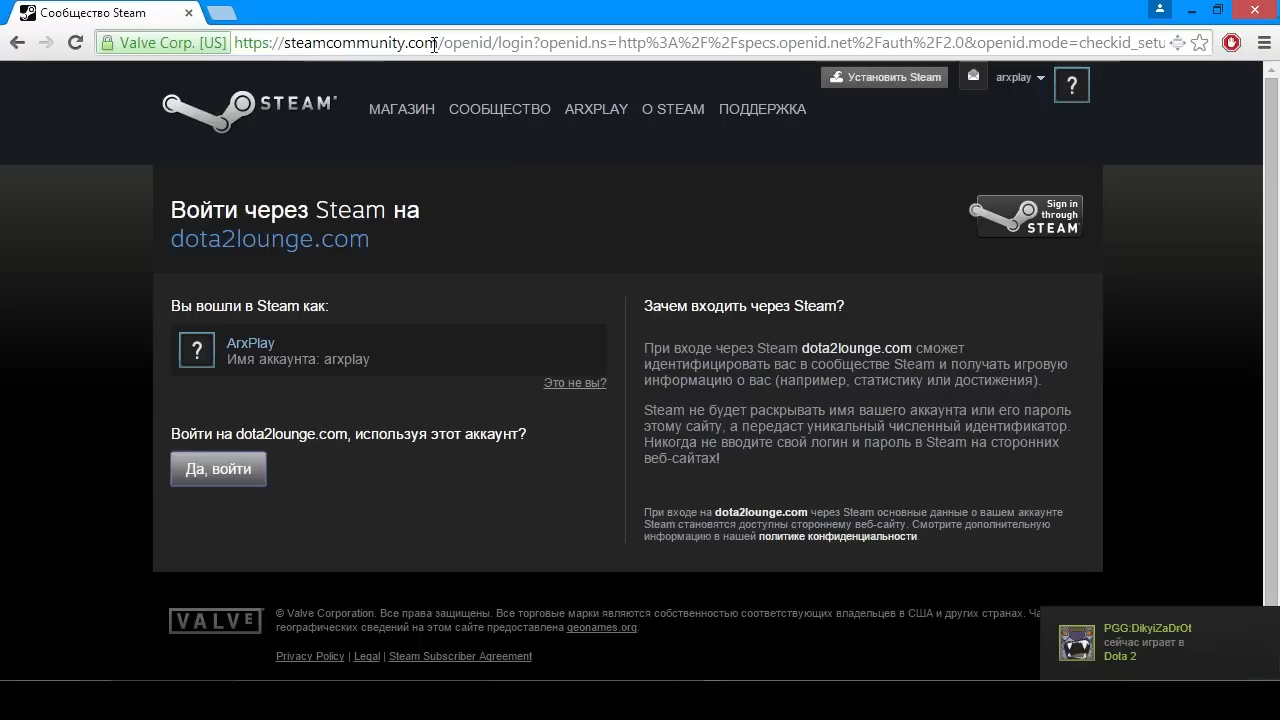 Сообщество Steam
Valve Corp. [US] https://steamcommunity.com/openid/login?openid.ns=http%3A%2F%2Fspecs.openid.net%2Fauth%2F2.0&openid.mode=checkid_setu
Установить Steam
arxplay
?
STEAM
МАГАЗИН СООБЩЕСТВО ARXPLAY О STEAM ПОДДЕРЖКА
Войти через Steam на
dota2lounge.com
Sign in
through
STEAM
Вы вошли в Steam как:
?
ArxPlay
Имя аккаунта: arxplay
Это не вы?
Войти на dota2lounge.com, используя этот аккаунт?
Да, войти
Зачем входить через Steam?
При входе через Steam dota2lounge.com сможет
идентифицировать вас в сообществе Steam и получать игровую
информацию о вас (например, статистику или достижения).
Steam не будет раскрывать имя вашего аккаунта или его пароль
этому сайту, а передаст уникальный численный идентификатор.
Никогда не вводите свой логин и пароль в Steam на сторонних
веб-сайтах!
При входе на dota2lounge.com через Steam основные данные о вашем аккаунте
Steam становятся доступны стороннему веб-сайту. Смотрите дополнительную
информацию в нашей политике конфиденциальности.
VALVE
© Valve Corporation. Все права защищены. Все торговые марки являются собственностью соответствующих владельцев в США и других странах. Ча
географических сведений на этом сайте предоставлена geonames.org.
Privacy Policy | Legal | Steam Subscriber Agreement
PGG:DikyiZaDrOt
сейчас играет в
Dota 2